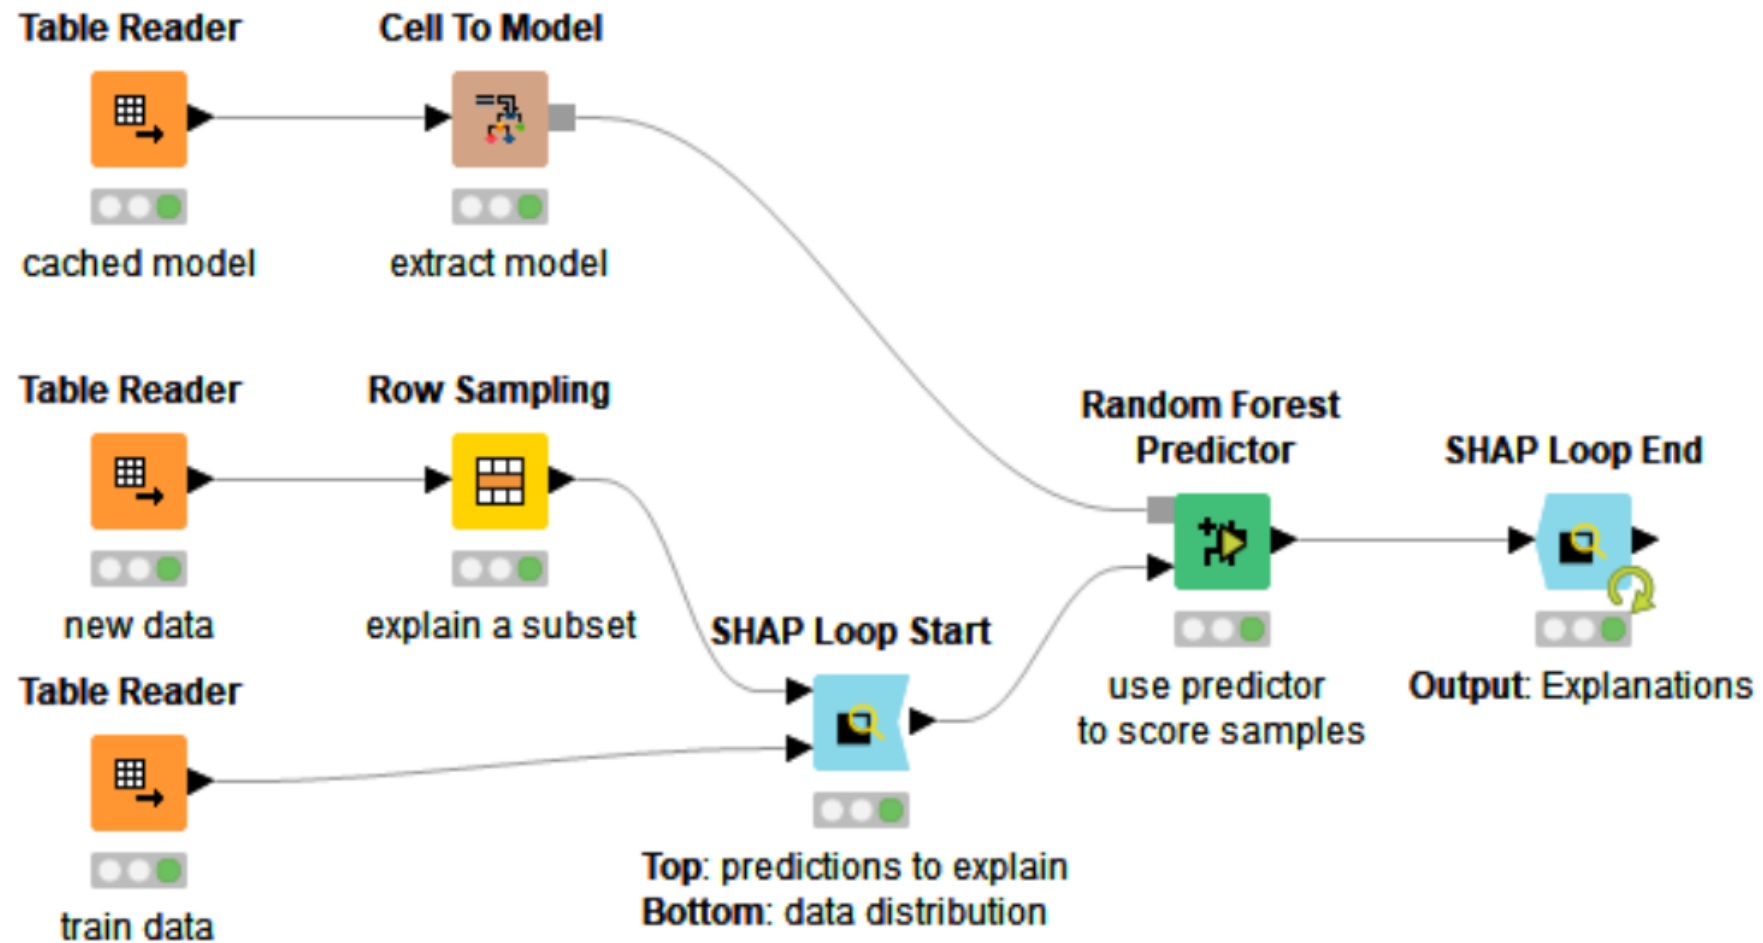 Table Reader
Cell To Model
cached model
extract model
Table Reader
Row Sampling
new data
explain a subset
Table Reader
train data
SHAP Loop Start
Top: predictions to explain
Bottom: data distribution
Random Forest
Predictor
use predictor
to score samples
SHAP Loop End
Output: Explanations